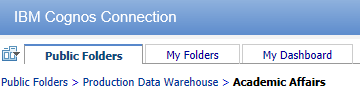 IBM Cognos Connection
Public Folders My Folders My Dashboard
Public Folders > Production Data Warehouse > Academic Affairs